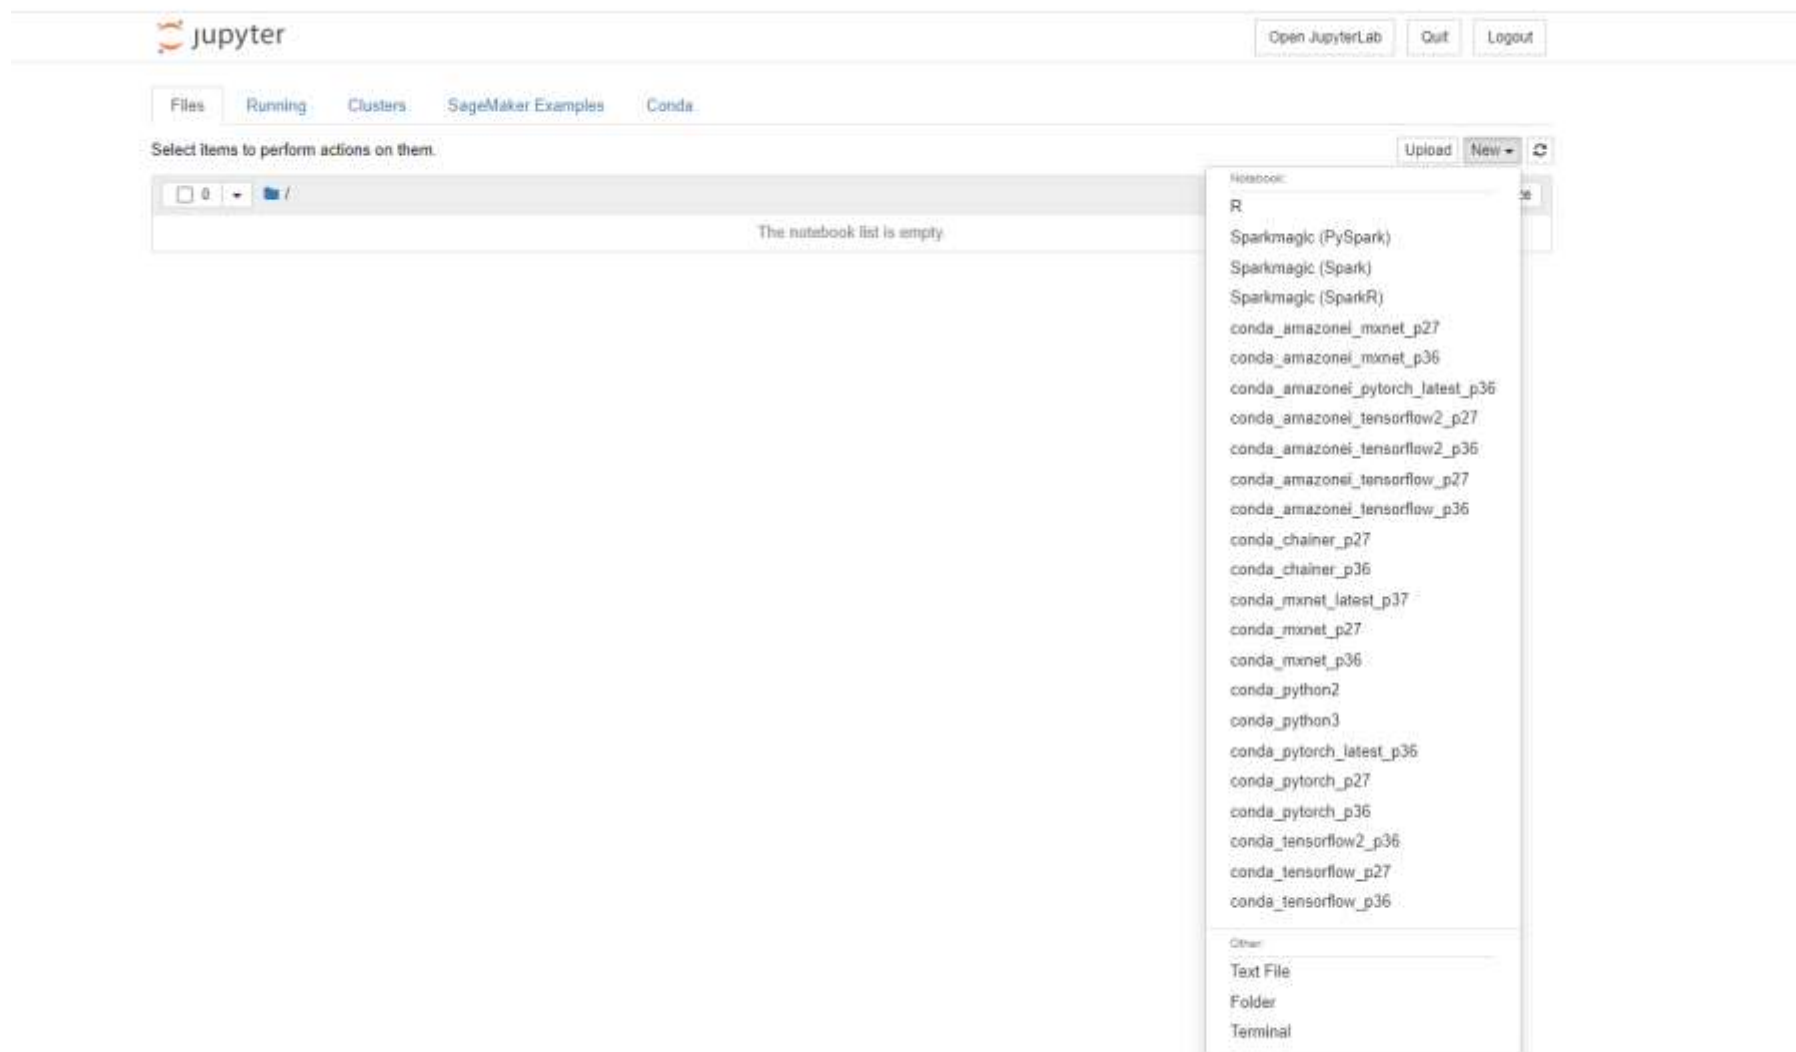 jupyter
Open JupyterLab Quit Logout
Files Running Clusters SageMaker Examples Conda
Select items to perform actions on them.
Upload New
0 /
The notebook list is empty.
Notebook:
R
Sparkmagic (PySpark)
Sparkmagic (Spark)
Sparkmagic (SparkR)
conda_amazonei_mxnet_p27
conda_amazonei_mxnet_p36
conda_amazonei_pytorch_latest_p36
conda_amazonei_tensorflow2_p27
conda_amazonei_tensorflow2_p36
conda_amazonei_tensorflow_p27
conda_amazonei_tensorflow_p36
conda_chainer_p27
conda_chainer_p36
conda_mxnet_latest_p37
conda_mxnet_p27
conda_mxnet_p36
conda_python2
conda_python3
conda_pytorch_latest_p36
conda_pytorch_p27
conda_pytorch_p36
conda_tensorflow2_p36
conda_tensorflow_p27
conda_tensorflow_p36
Other:
Text File
Folder
Terminal